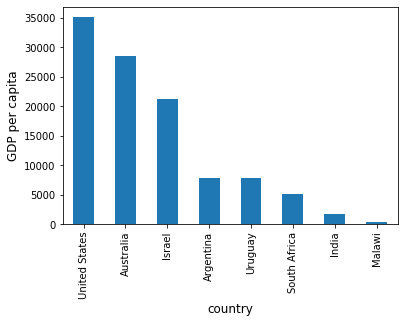 GDP per capita
35000
30000
25000
20000
15000
10000
5000
0
United States
Australia
Israel
Argentina
Uruguay
South Africa
India
Malawi
country